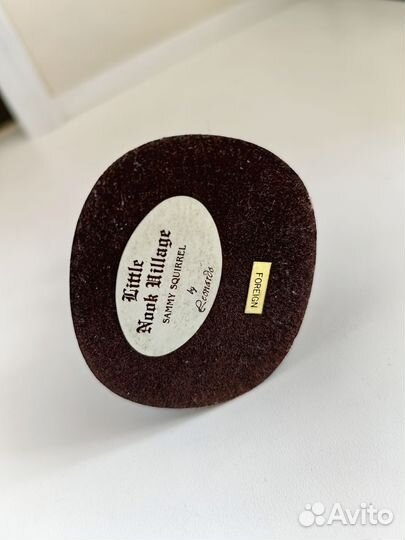 Little
Nook Village
SAMMY SQUIRREL
by
Leonardo
FOREIGN
Avito